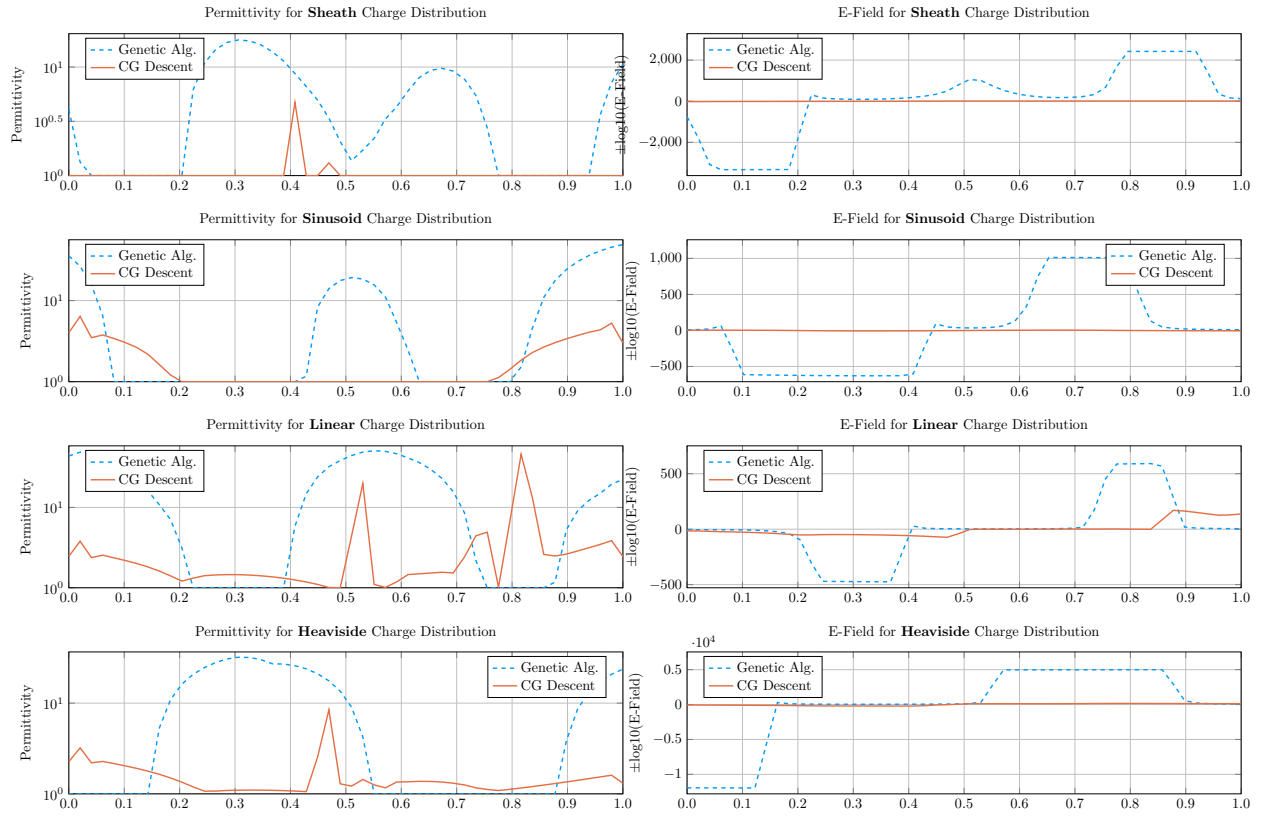 Permittivity for Sheath Charge Distribution
Permittivity
10^1
10^0.5
10^0
Genetic Alg.
CG Descent
0.0 0.1 0.2 0.3 0.4 0.5 0.6 0.7 0.8 0.9 1.0
E-Field for Sheath Charge Distribution
±log10(E-Field)
2,000
0
−2,000
Genetic Alg.
CG Descent
0.0 0.1 0.2 0.3 0.4 0.5 0.6 0.7 0.8 0.9 1.0
Permittivity for Sinusoid Charge Distribution
Permittivity
10^1
10^0
Genetic Alg.
CG Descent
0.0 0.1 0.2 0.3 0.4 0.5 0.6 0.7 0.8 0.9 1.0
E-Field for Sinusoid Charge Distribution
±log10(E-Field)
1,000
500
0
−500
Genetic Alg.
CG Descent
0.0 0.1 0.2 0.3 0.4 0.5 0.6 0.7 0.8 0.9 1.0
Permittivity for Linear Charge Distribution
Permittivity
10^1
10^0
Genetic Alg.
CG Descent
0.0 0.1 0.2 0.3 0.4 0.5 0.6 0.7 0.8 0.9 1.0
E-Field for Linear Charge Distribution
±log10(E-Field)
500
0
−500
Genetic Alg.
CG Descent
0.0 0.1 0.2 0.3 0.4 0.5 0.6 0.7 0.8 0.9 1.0
Permittivity for Heaviside Charge Distribution
Permittivity
10^1
10^0
Genetic Alg.
CG Descent
0.0 0.1 0.2 0.3 0.4 0.5 0.6 0.7 0.8 0.9 1.0
E-Field for Heaviside Charge Distribution
±log10(E-Field)
·10^4
0.5
0
−0.5
−1
Genetic Alg.
CG Descent
0.0 0.1 0.2 0.3 0.4 0.5 0.6 0.7 0.8 0.9 1.0